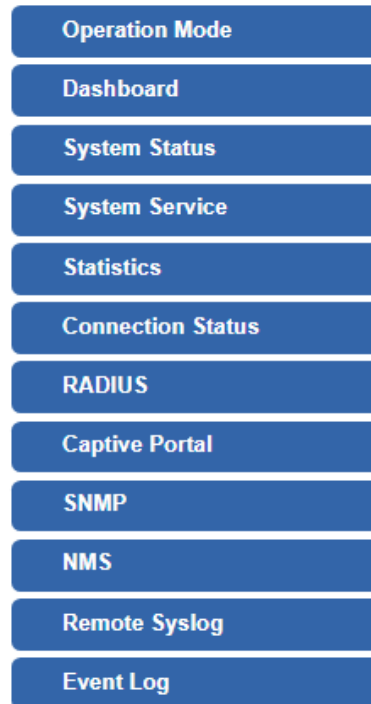 Operation Mode
Dashboard
System Status
System Service
Statistics
Connection Status
RADIUS
Captive Portal
SNMP
NMS
Remote Syslog
Event Log